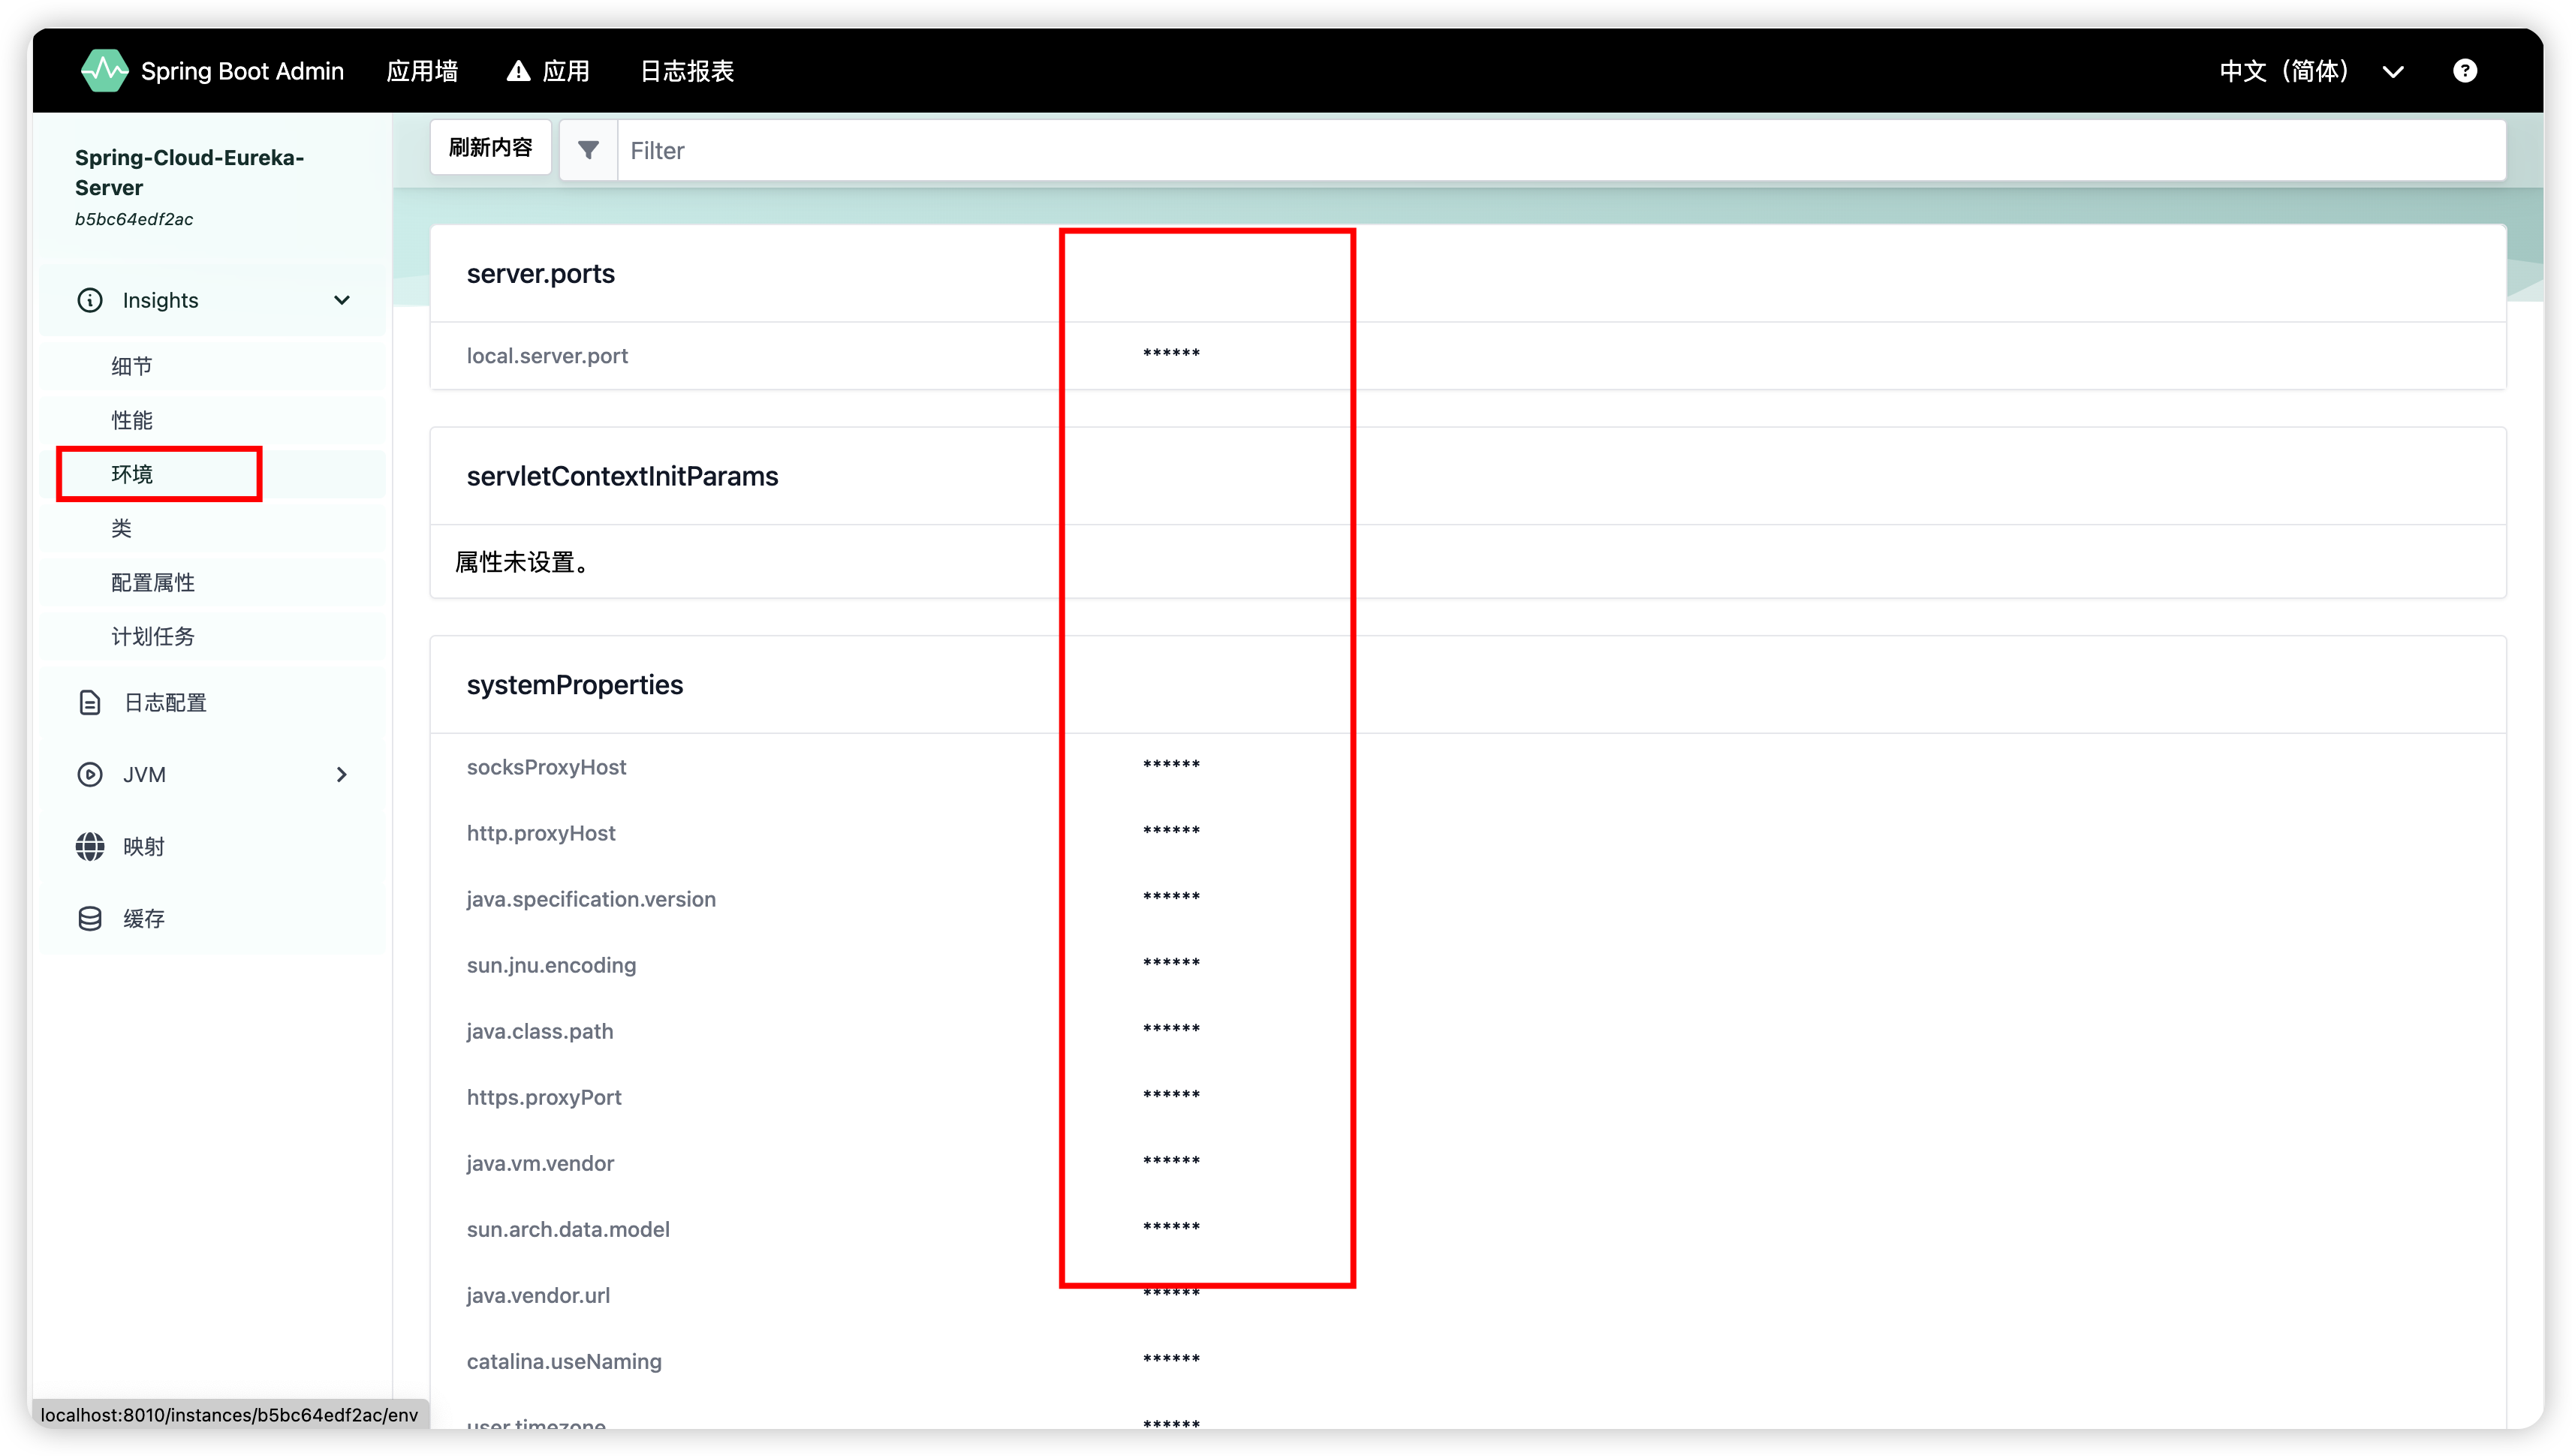 Spring Boot Admin 应用墙 应用 日志报表 中文（简体）
Spring-Cloud-Eureka-
Server
b5bc64edf2ac
Insights
细节
性能
环境
类
配置属性
计划任务
日志配置
JVM
映射
缓存
刷新内容 Filter
server.ports
local.server.port ******
servletContextInitParams
属性未设置。
systemProperties
socksProxyHost ******
http.proxyHost ******
java.specification.version ******
sun.jnu.encoding ******
java.class.path ******
https.proxyPort ******
java.vm.vendor ******
sun.arch.data.model ******
java.vendor.url ******
catalina.useNaming ******
user.timezone ******
localhost:8010/instances/b5bc64edf2ac/env